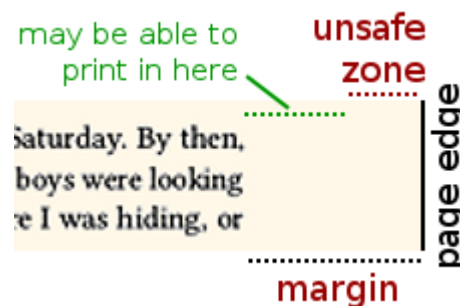 may be able to
print in here
unsafe
zone
Saturday. By then,
boys were looking
e I was hiding, or
margin
page edge